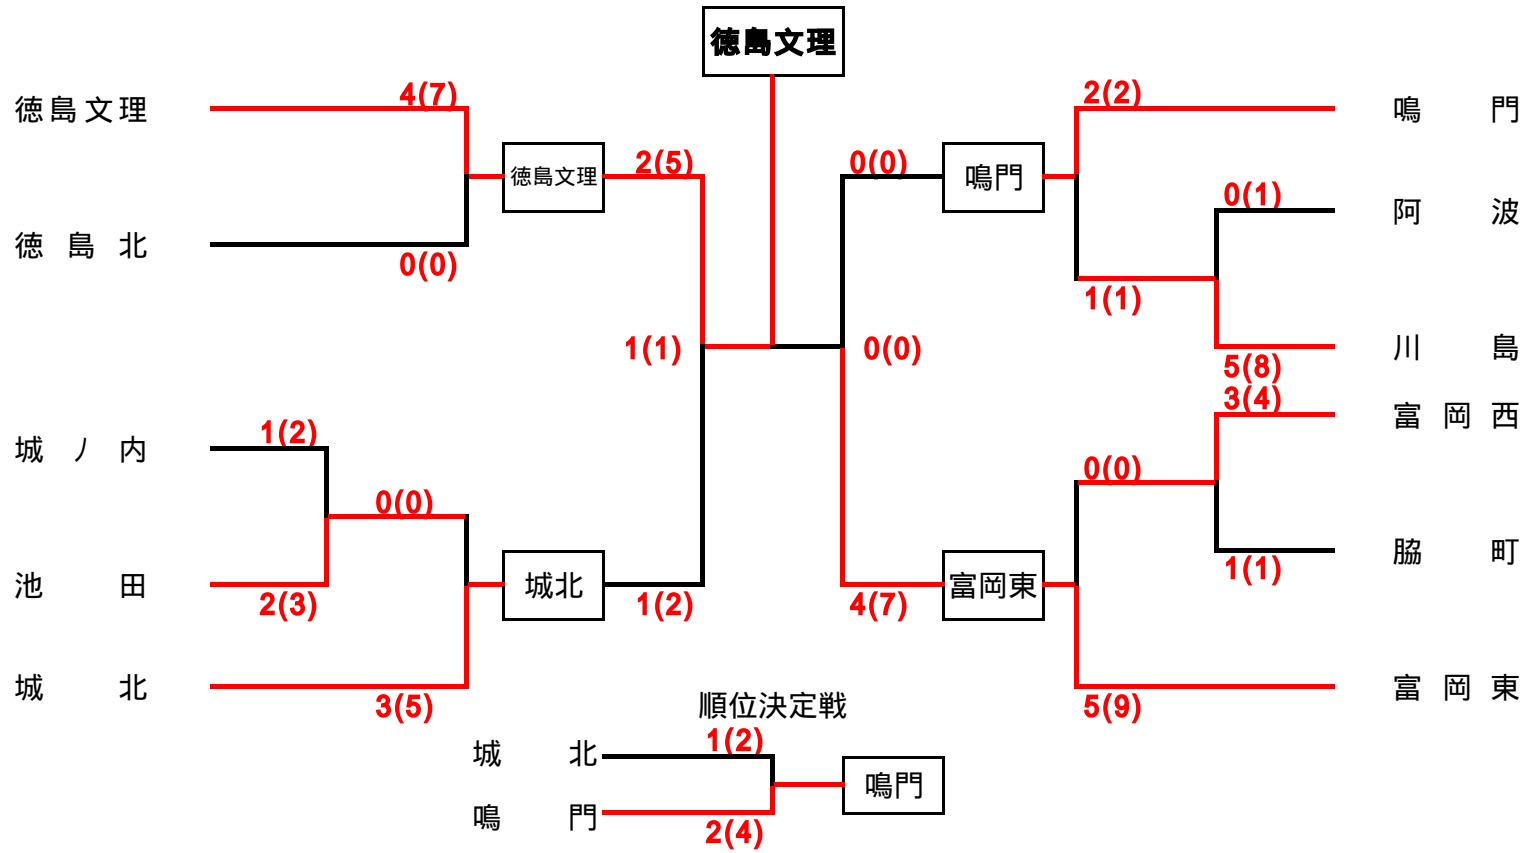 徳島文理
徳島文理 4(7) 2(2) 鳴門
徳島文理 2(5) 0(0) 鳴門 0(1) 阿波
徳島北 0(0) 1(1) 川島
1(1) 0(0) 5(8)
城ノ内 1(2) 3(4) 富岡西
0(0) 0(0)
池田 2(3) 1(1) 脇町
城北 1(2) 4(7) 富岡東
城北 3(5) 5(9) 富岡東
順位決定戦
城北 1(2)
鳴門
鳴門 2(4)